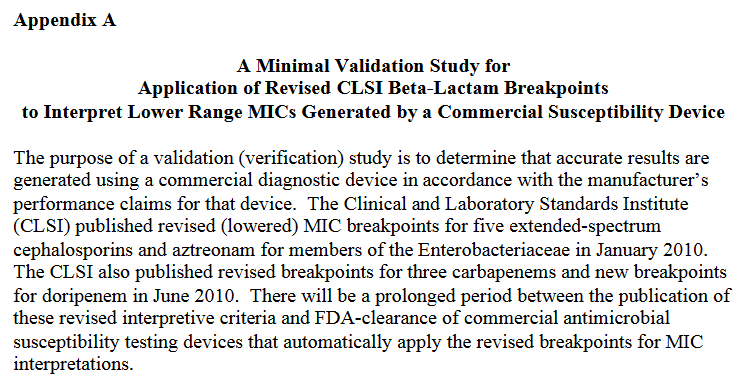 Appendix A
A Minimal Validation Study for
Application of Revised CLSI Beta-Lactam Breakpoints
to Interpret Lower Range MICs Generated by a Commercial Susceptibility Device
The purpose of a validation (verification) study is to determine that accurate results are
generated using a commercial diagnostic device in accordance with the manufacturer’s
performance claims for that device.  The Clinical and Laboratory Standards Institute
(CLSI) published revised (lowered) MIC breakpoints for five extended-spectrum
cephalosporins and aztreonam for members of the Enterobacteriaceae in January 2010.
The CLSI also published revised breakpoints for three carbapenems and new breakpoints
for doripenem in June 2010.  There will be a prolonged period between the publication of
these revised interpretive criteria and FDA-clearance of commercial antimicrobial
susceptibility testing devices that automatically apply the revised breakpoints for MIC
interpretations.